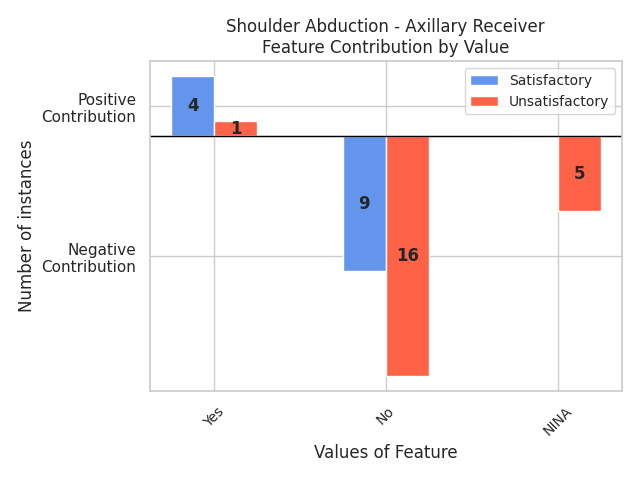 Shoulder Abduction - Axillary Receiver
Feature Contribution by Value
Satisfactory
Unsatisfactory
Positive
Contribution
Negative
Contribution
Number of instances
4
1
9
16
5
Yes
No
NINA
Values of Feature